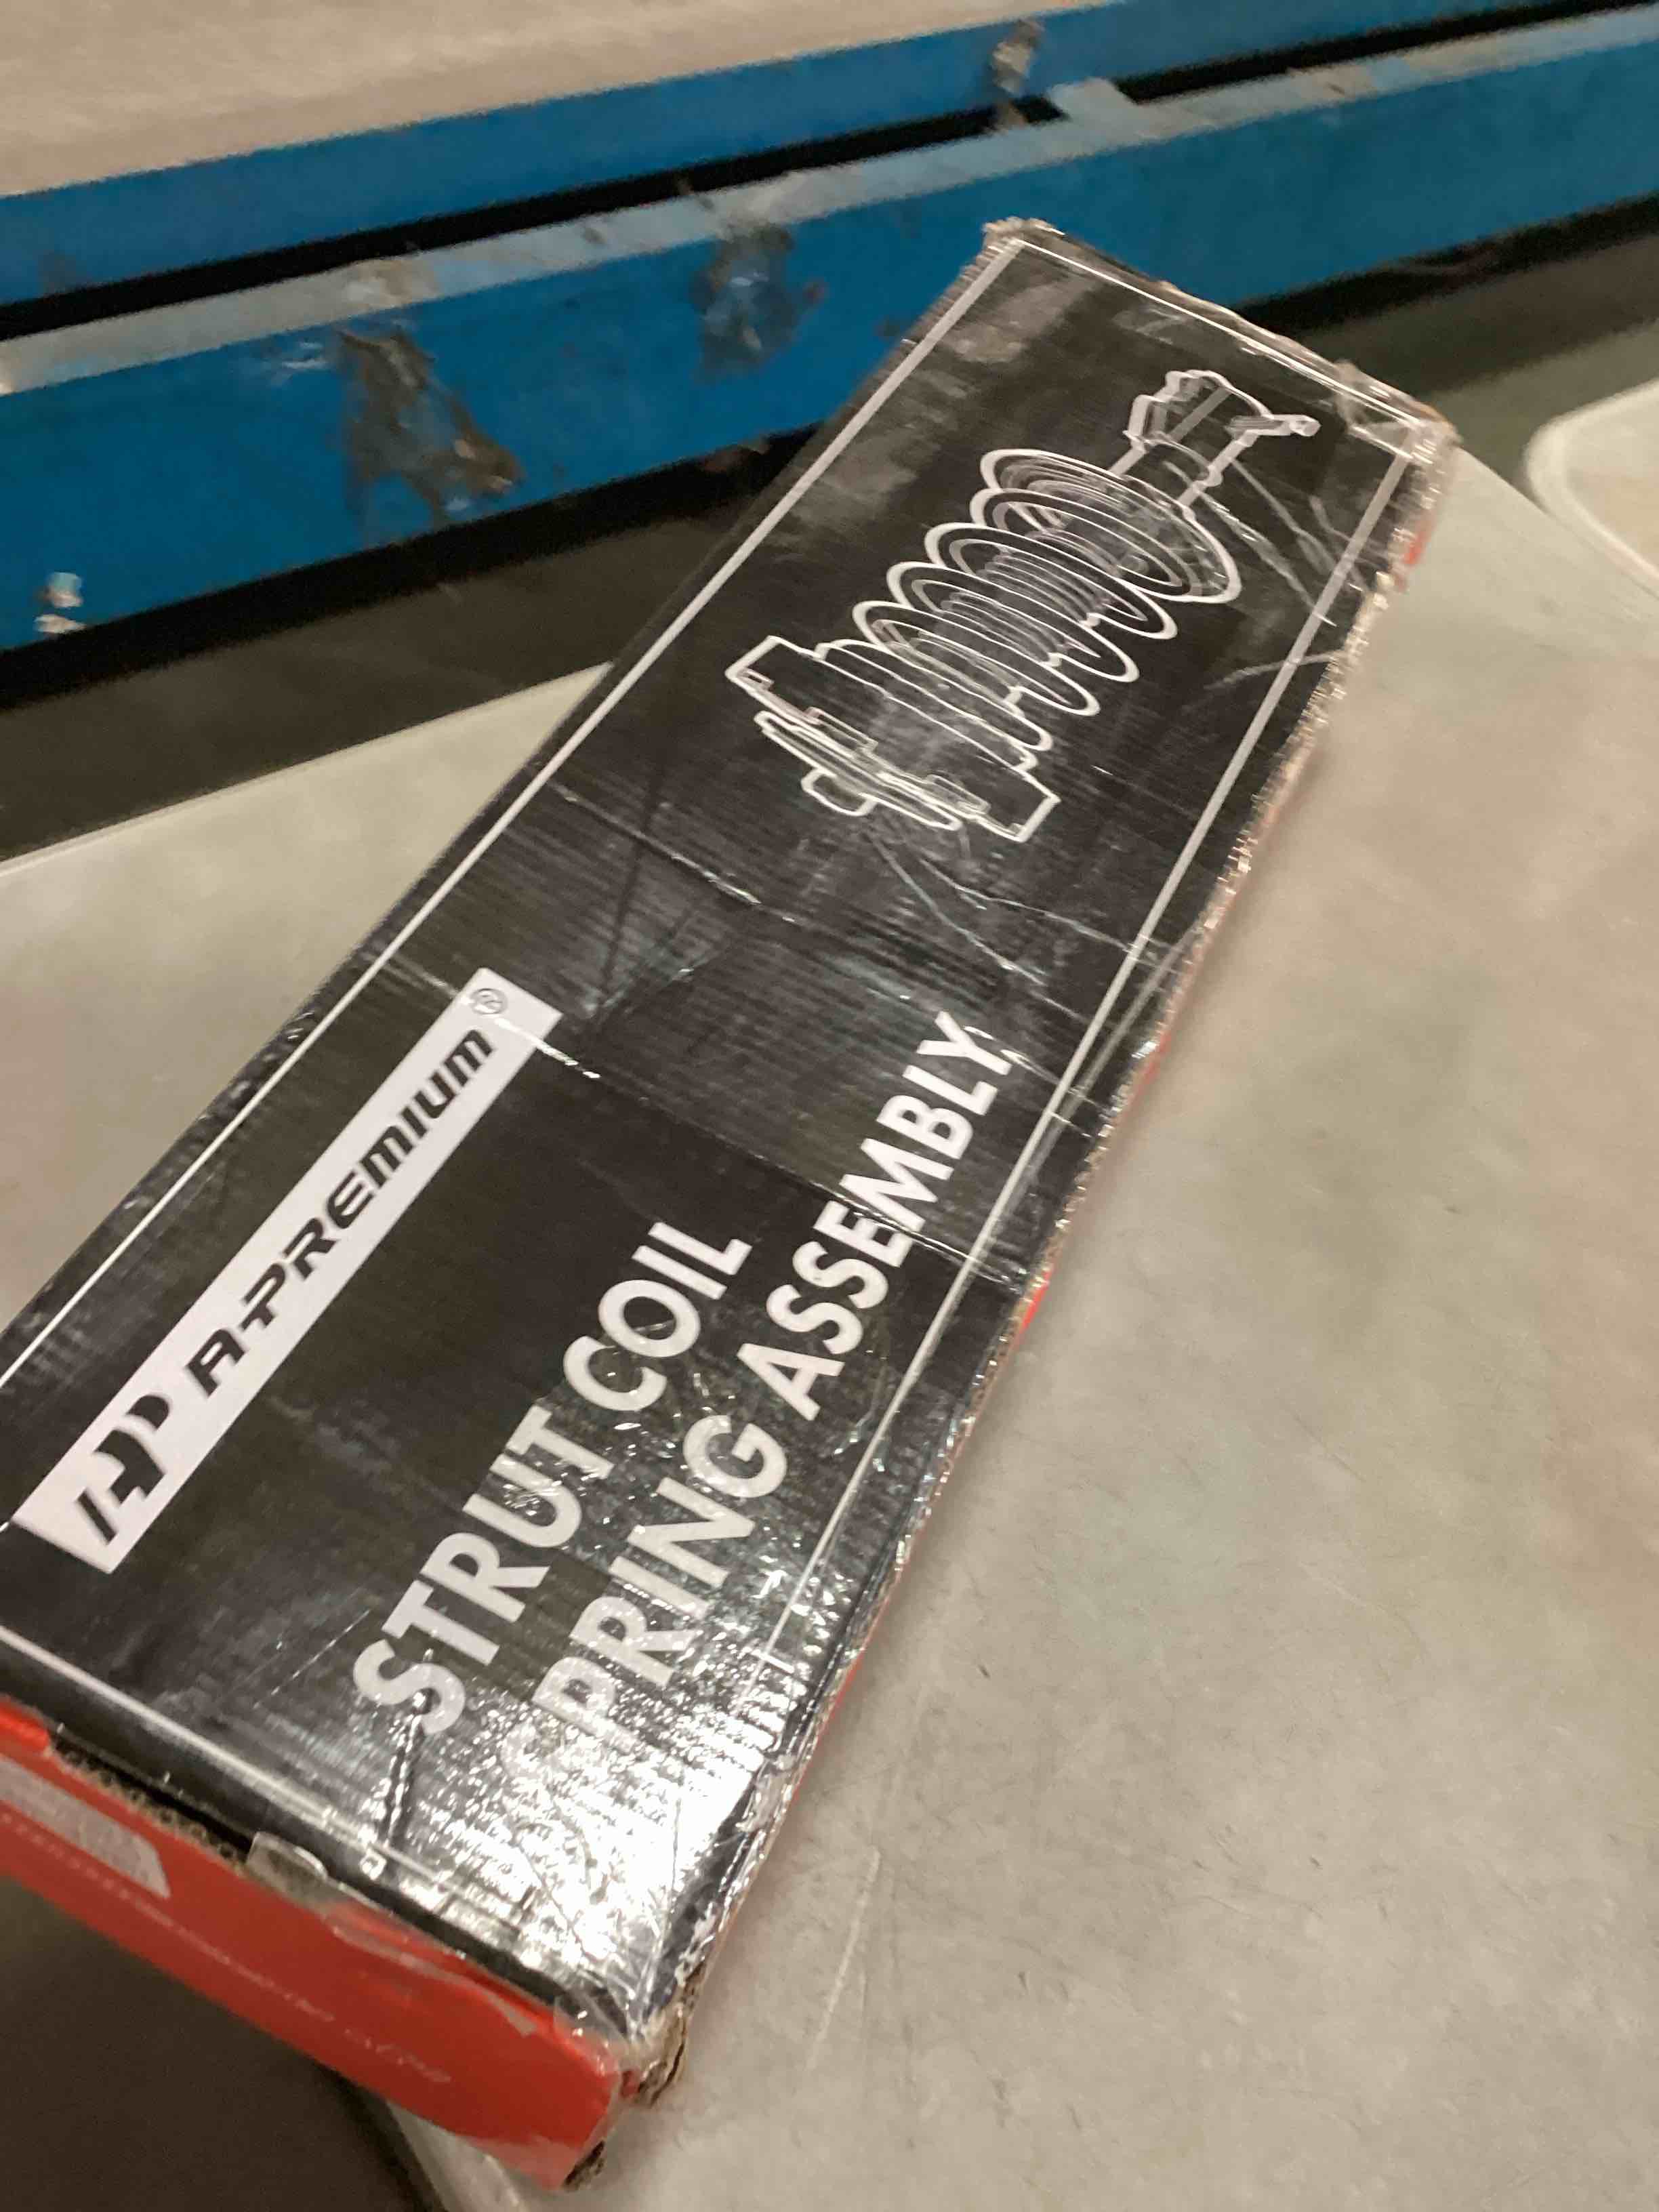 A-PREMIUM®
STRUT COIL
SPRING ASSEMBLY